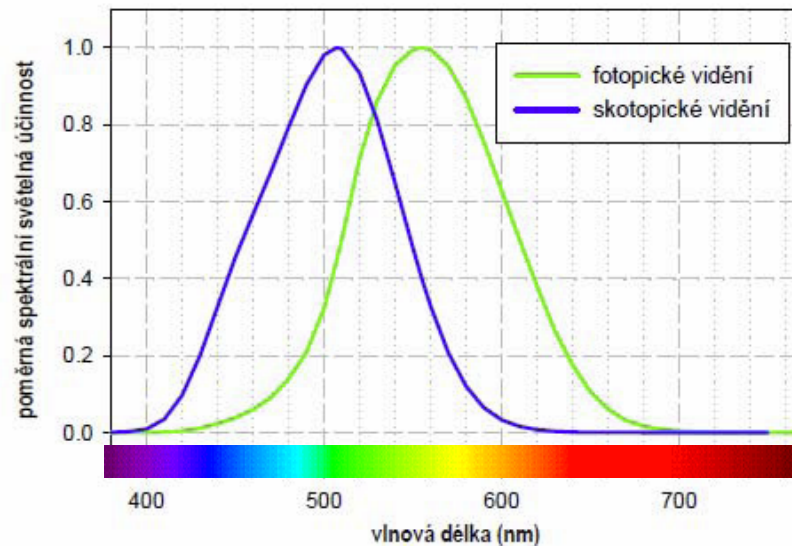 poměrná spektrální světelná účinnost
1.0
0.8
0.6
0.4
0.2
0.0
fotopické vidění
skotopické vidění
400 500 600 700
vlnová délka (nm)